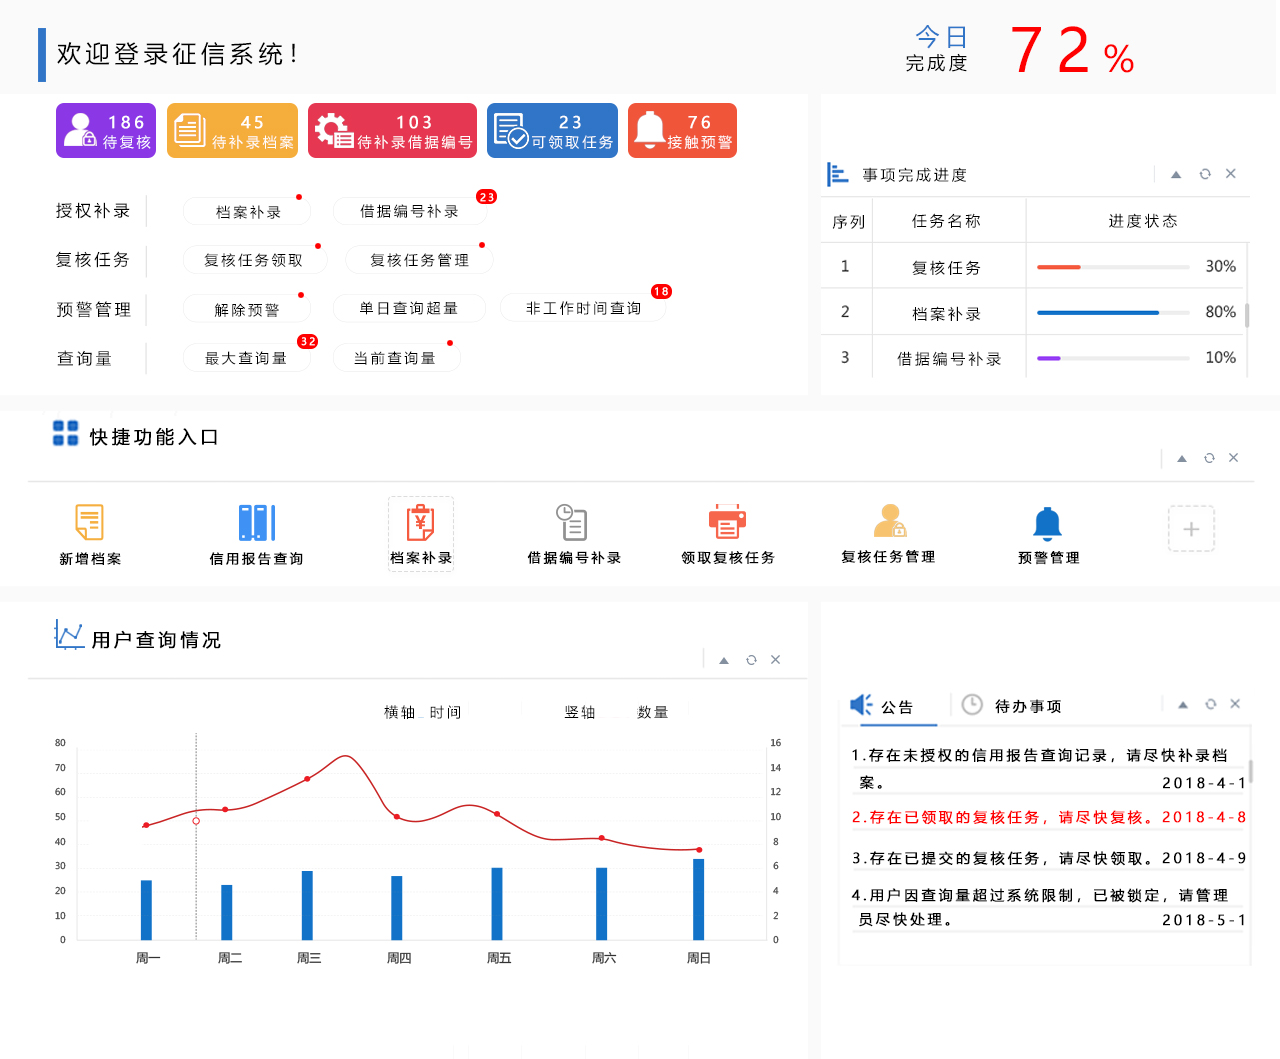 欢迎登录征信系统！
今日
完成度
72%
186
待复核
45
待补录档案
103
待补录借据编号
23
可领取任务
76
接触预警
授权补录
档案补录
借据编号补录
23
复核任务
复核任务领取
复核任务管理
预警管理
解除预警
单日查询超量
非工作时间查询
18
查询量
最大查询量
32
当前查询量
事项完成进度
序列 任务名称 进度状态
1 复核任务 30%
2 档案补录 80%
3 借据编号补录 10%
快捷功能入口
新增档案
信用报告查询
档案补录
借据编号补录
领取复核任务
复核任务管理
预警管理
用户查询情况
横轴 时间 竖轴 数量
80
70
60
50
40
30
20
10
0
16
14
12
10
8
6
4
2
0
周一 周二 周三 周四 周五 周六 周日
公告
待办事项
1.存在未授权的信用报告查询记录，请尽快补录档
案。 2018-4-1
2.存在已领取的复核任务，请尽快复核。2018-4-8
3.存在已提交的复核任务，请尽快领取。2018-4-9
4.用户因查询量超过系统限制，已被锁定，请管理
员尽快处理。 2018-5-1